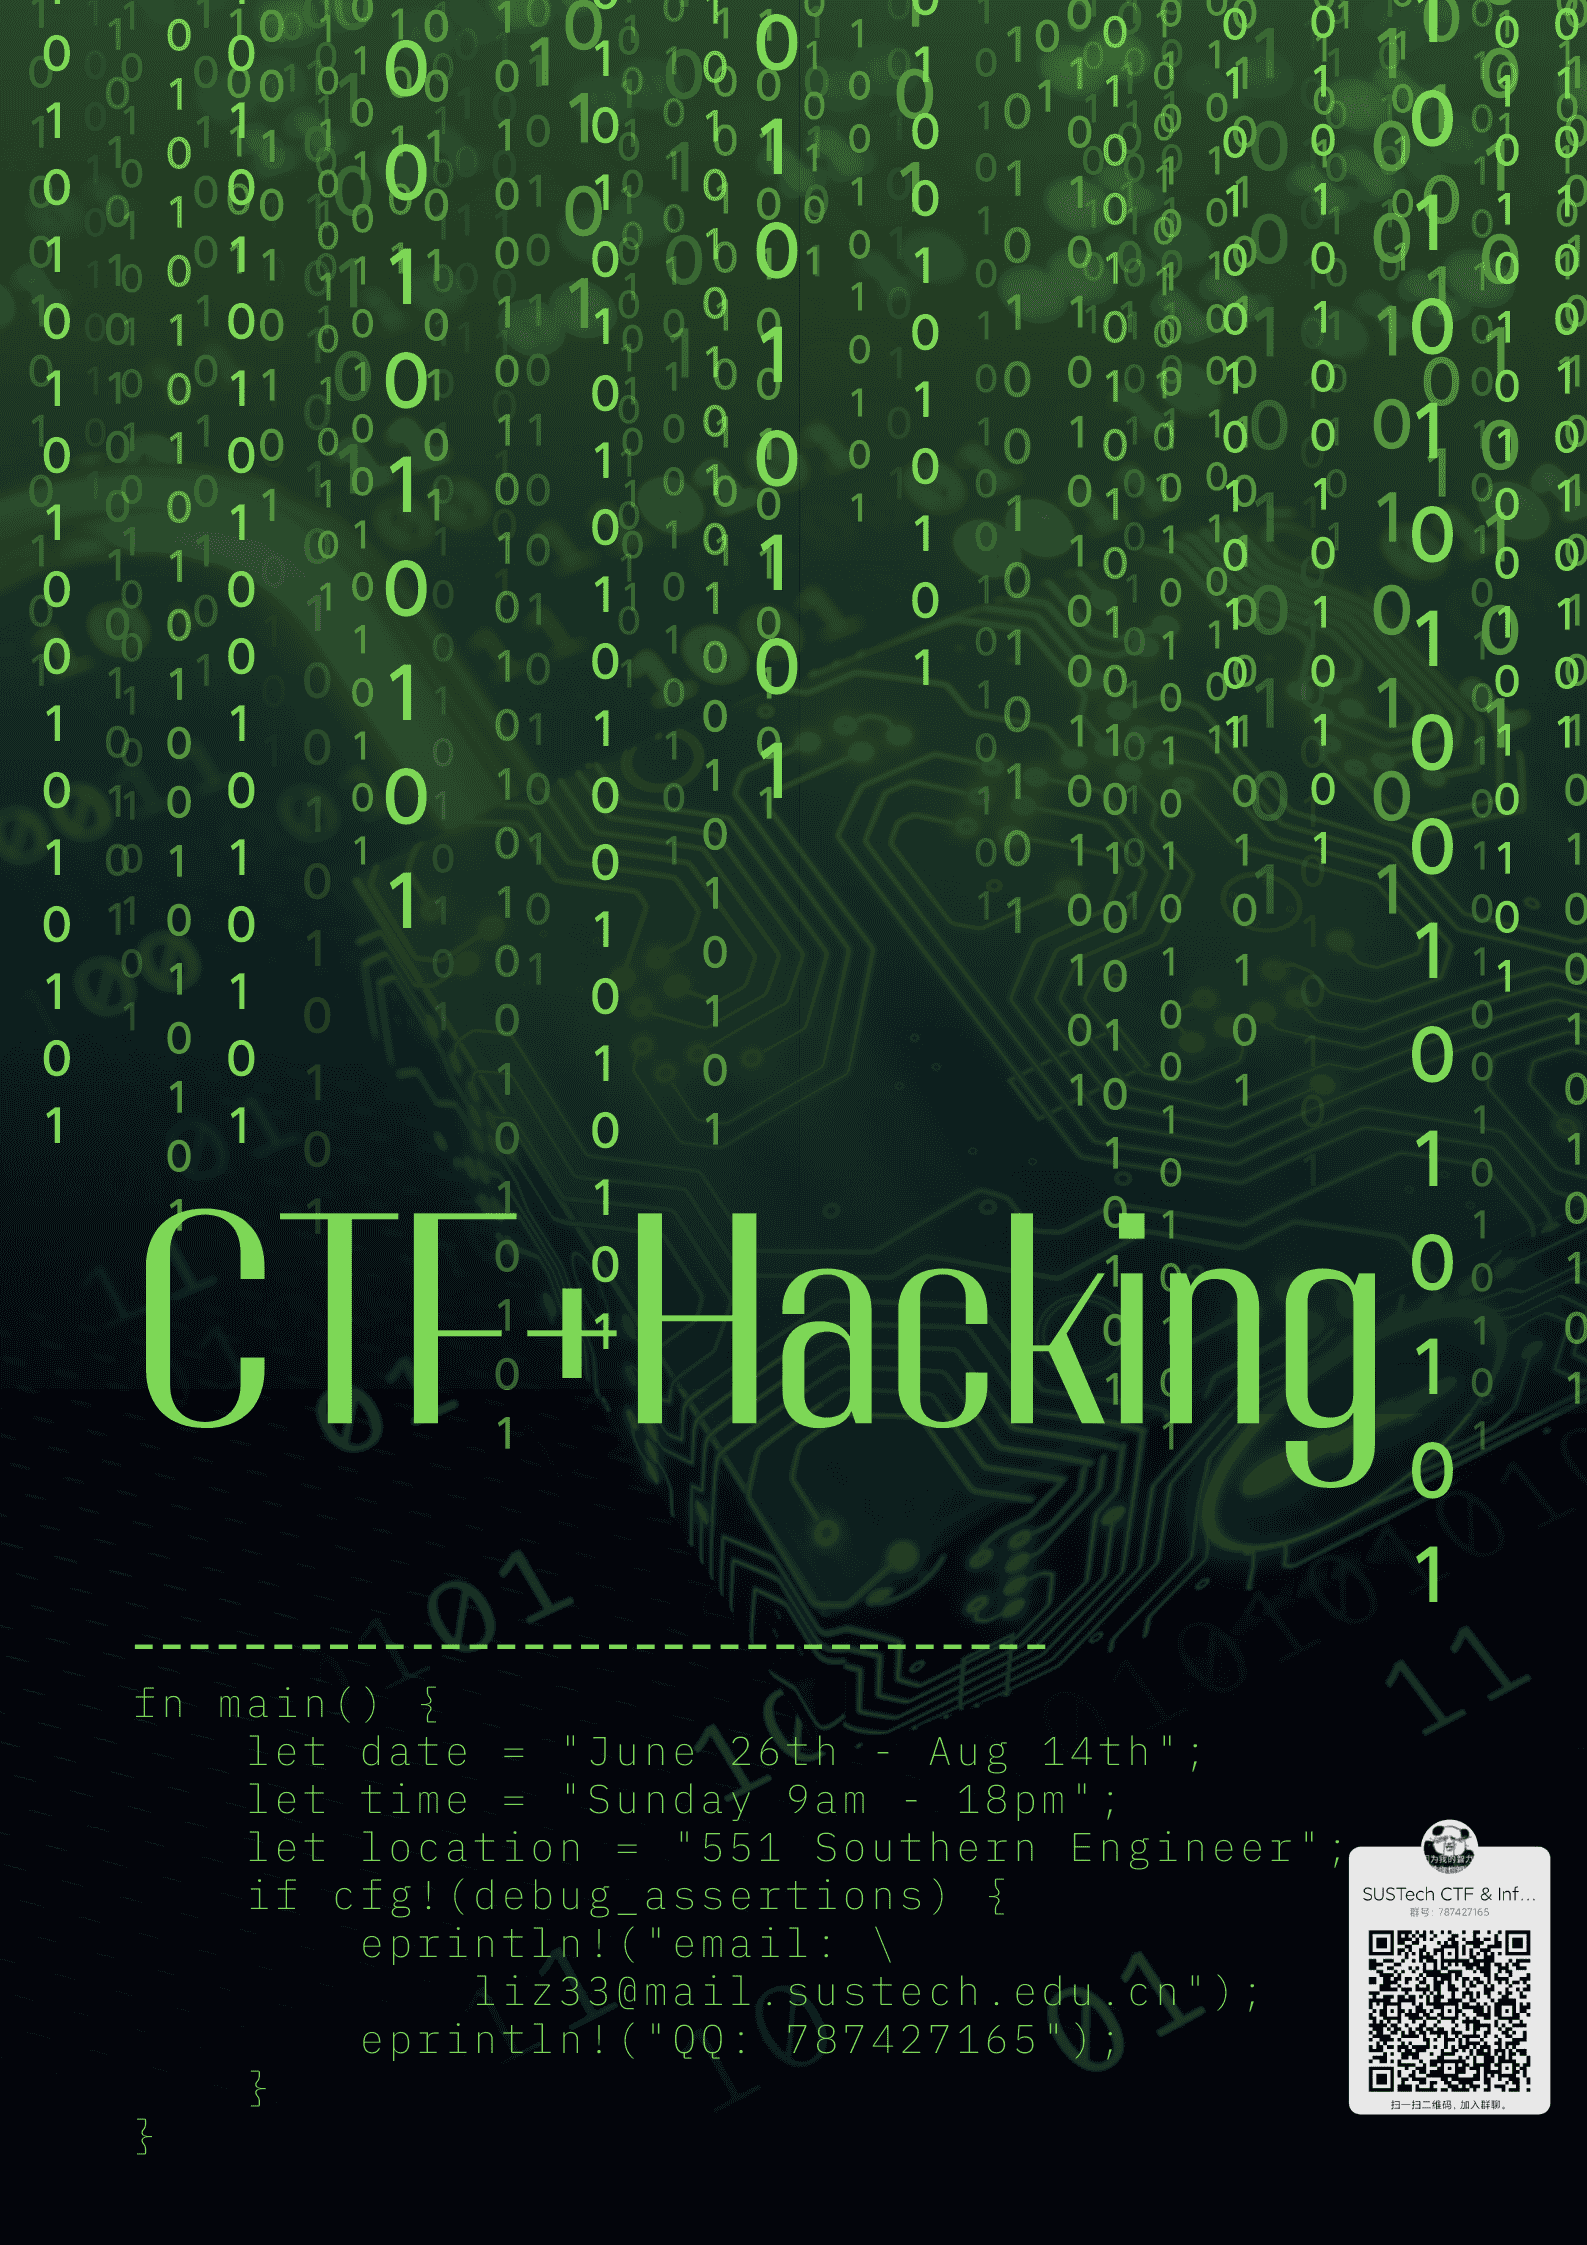 CTF+Hacking
--------------------------------
fn main() {
    let date = "June 26th - Aug 14th";
    let time = "Sunday 9am - 18pm";
    let location = "551 Southern Engineer";
    if cfg!(debug_assertions) {
        eprintln!("email: \
            liz33@mail.sustech.edu.cn");
        eprintln!("QQ: 787427165");
    }
}
SUSTech CTF & Inf...
群号: 787427165
扫一扫二维码，加入群聊。